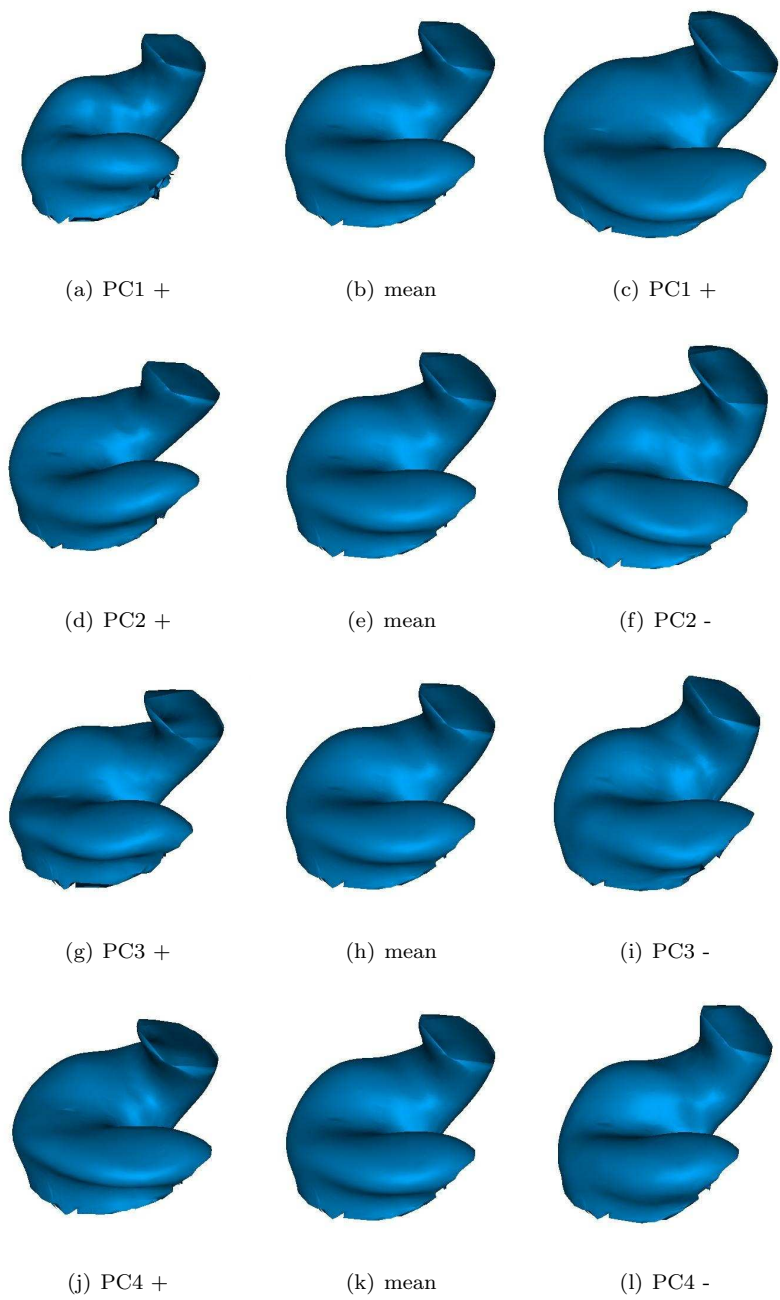 (a) PC1 +
(b) mean
(c) PC1 +
(d) PC2 +
(e) mean
(f) PC2 -
(g) PC3 +
(h) mean
(i) PC3 -
(j) PC4 +
(k) mean
(l) PC4 -